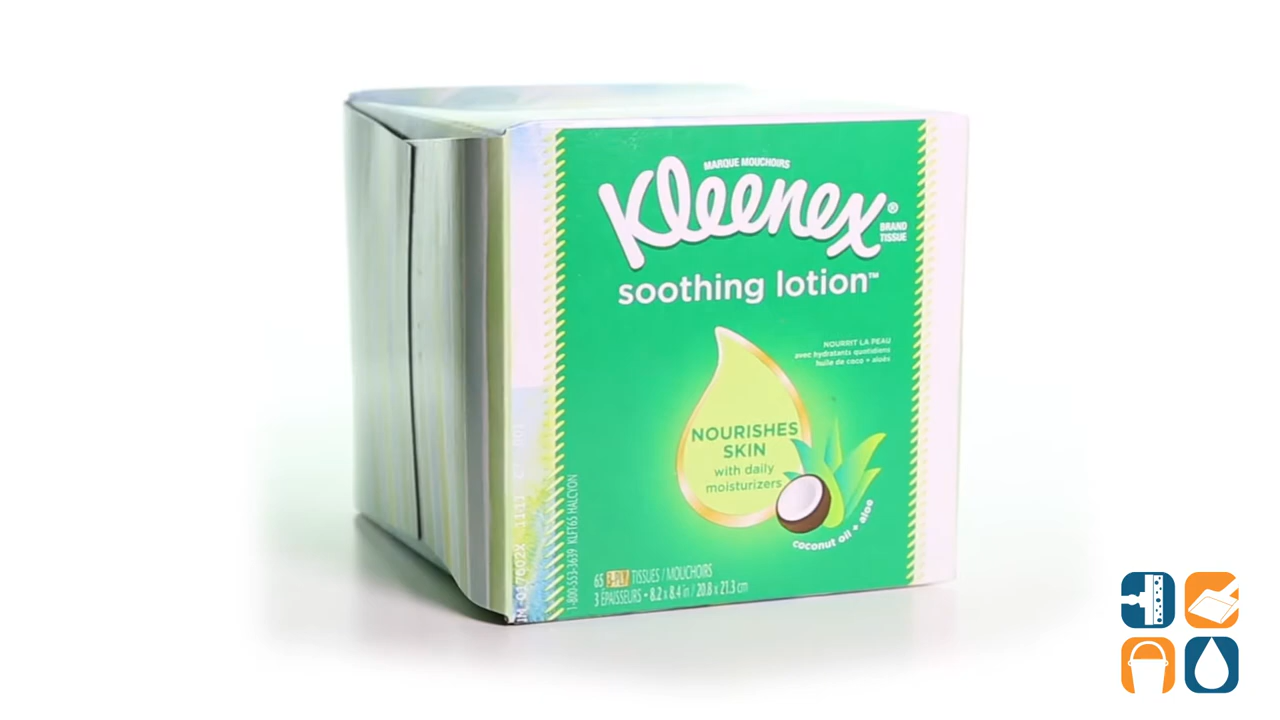 MARQUE MOUCHOIRS
Kleenex®
BRAND
TISSUE
soothing lotion™
NOURRIT LA PEAU
avec hydratants quotidiens
huile de coco + aloès
NOURISHES
SKIN
with daily
moisturizers
coconut oil + aloe
65 3-PLY TISSUES / MOUCHOIRS
3 ÉPAISSEURS • 8.2 x 8.4 in / 20.8 x 21.3 cm
1-800-553-3639 KLFT65 HALCYON